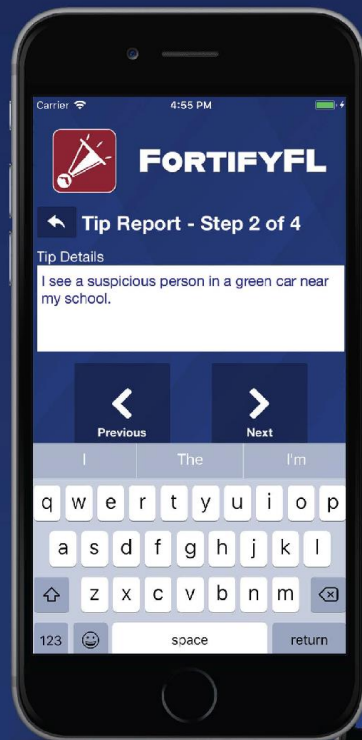 Carrier 4:55 PM
FORTIFYFL
Tip Report - Step 2 of 4
Tip Details
I see a suspicious person in a green car near
my school.
Previous Next
I The I'm
q w e r t y u i o p
a s d f g h j k l
z x c v b n m
123 space return